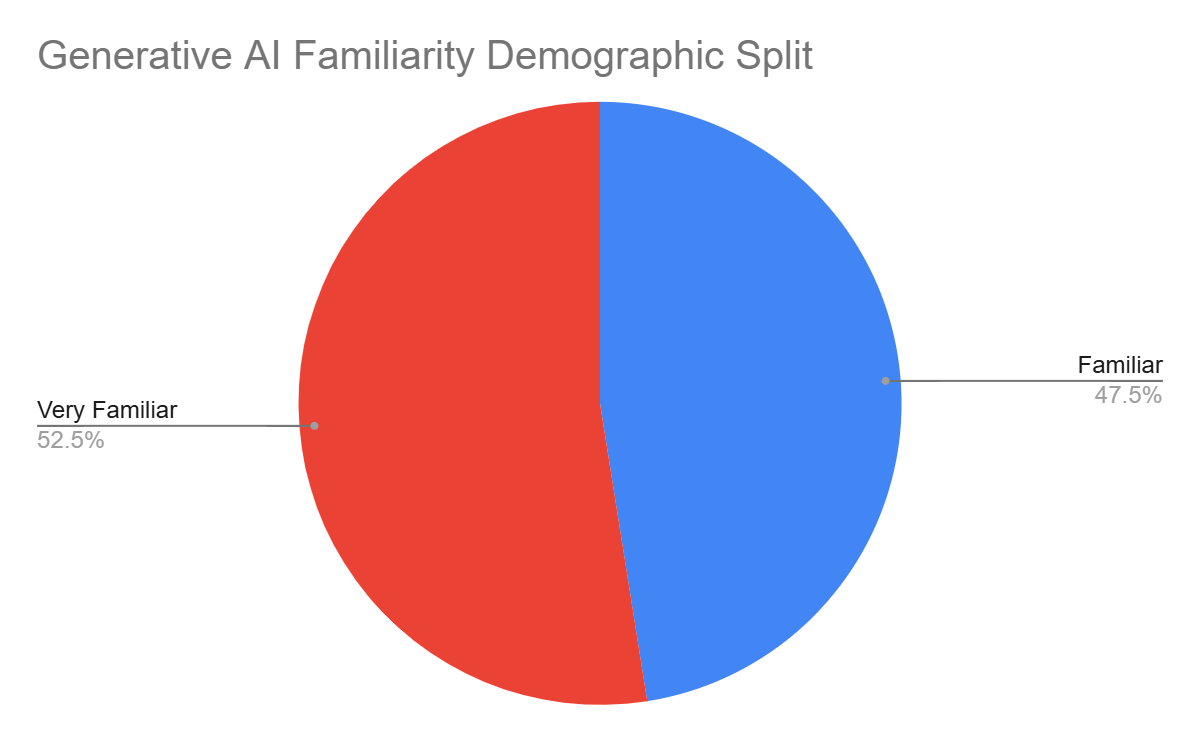 Generative AI Familiarity Demographic Split
Familiar
47.5%
Very Familiar
52.5%